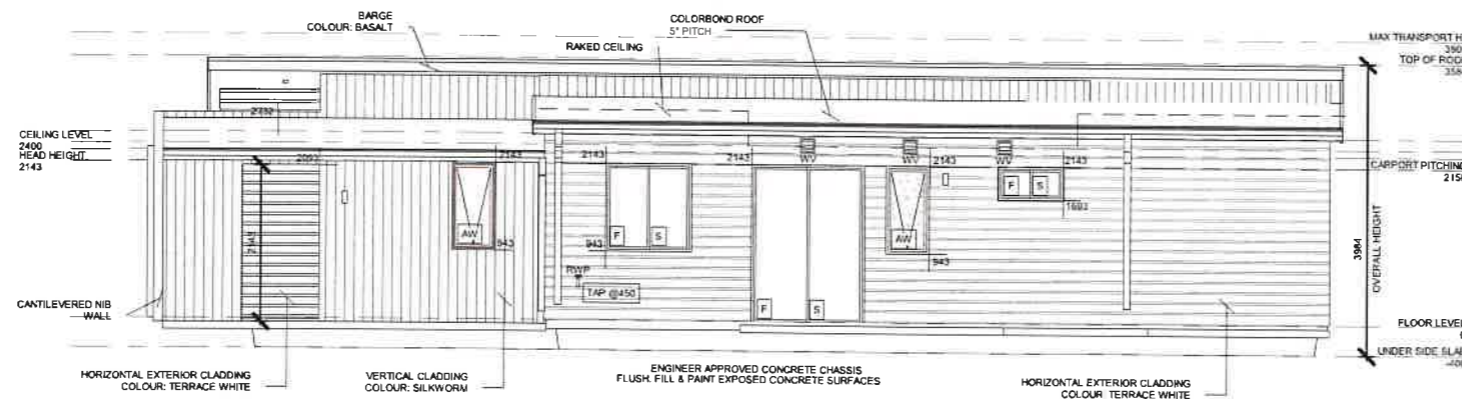 BARGE
COLOUR: BASALT
COLORBOND ROOF
5° PITCH
RAKED CEILING
MAX TRANSPORT H
TOP OF ROO
2732
CEILING LEVEL
2400
HEAD HEIGHT.
2143
2093
2143
2143
2143
WV
WV
WV
2143
2143
CARPORT PITCHING
215
F
S
1693
AW
943
F
S
943
AW
943
2143
RWP
TAP @450
3984
OVERALL HEIGHT
F
S
CANTILEVERED NIB
WALL
FLOOR LEVEL
UNDER SIDE SLA
HORIZONTAL EXTERIOR CLADDING
COLOUR: TERRACE WHITE
VERTICAL CLADDING
COLOUR: SILKWORM
ENGINEER APPROVED CONCRETE CHASSIS
FLUSH, FILL & PAINT EXPOSED CONCRETE SURFACES
HORIZONTAL EXTERIOR CLADDING
COLOUR TERRACE WHITE